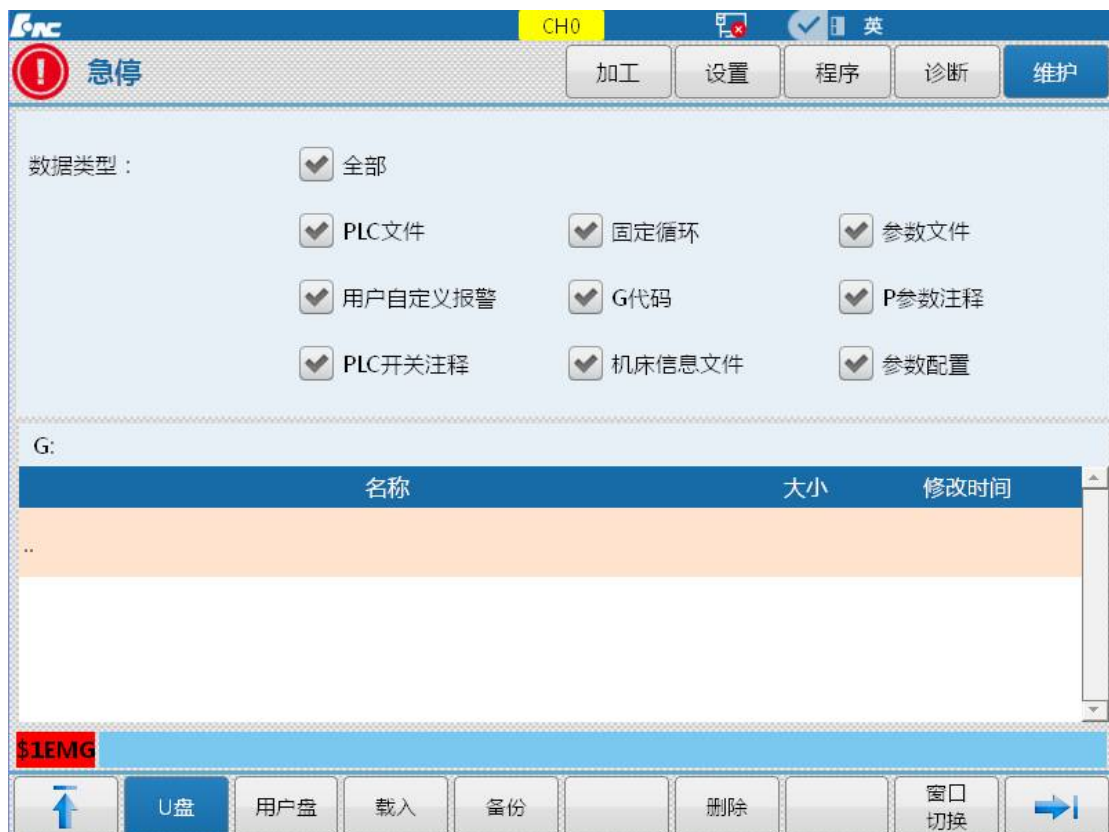 HNC CH0 英
急停 加工 设置 程序 诊断 维护
数据类型： 全部
PLC文件 固定循环 参数文件
用户自定义报警 G代码 P参数注释
PLC开关注释 机床信息文件 参数配置
G:
名称 大小 修改时间
..
$1EMG
U盘 用户盘 载入 备份 删除 窗口
切换